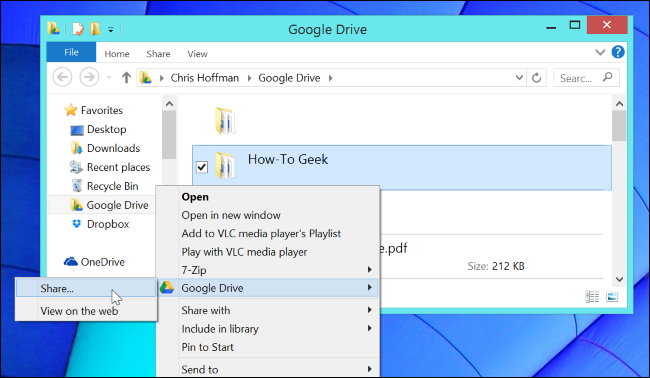 Google Drive
File Home Share View
Chris Hoffman Google Drive Searc...
Favorites
Desktop
Downloads
Recent places
Recycle Bin
Google Drive
Dropbox
OneDrive
How-To Geek
e.pdf
Size: 212 KB
Open
Open in new window
Add to VLC media player's Playlist
Play with VLC media player
7-Zip
Google Drive
Share with
Include in library
Pin to Start
Send to
Share...
View on the web